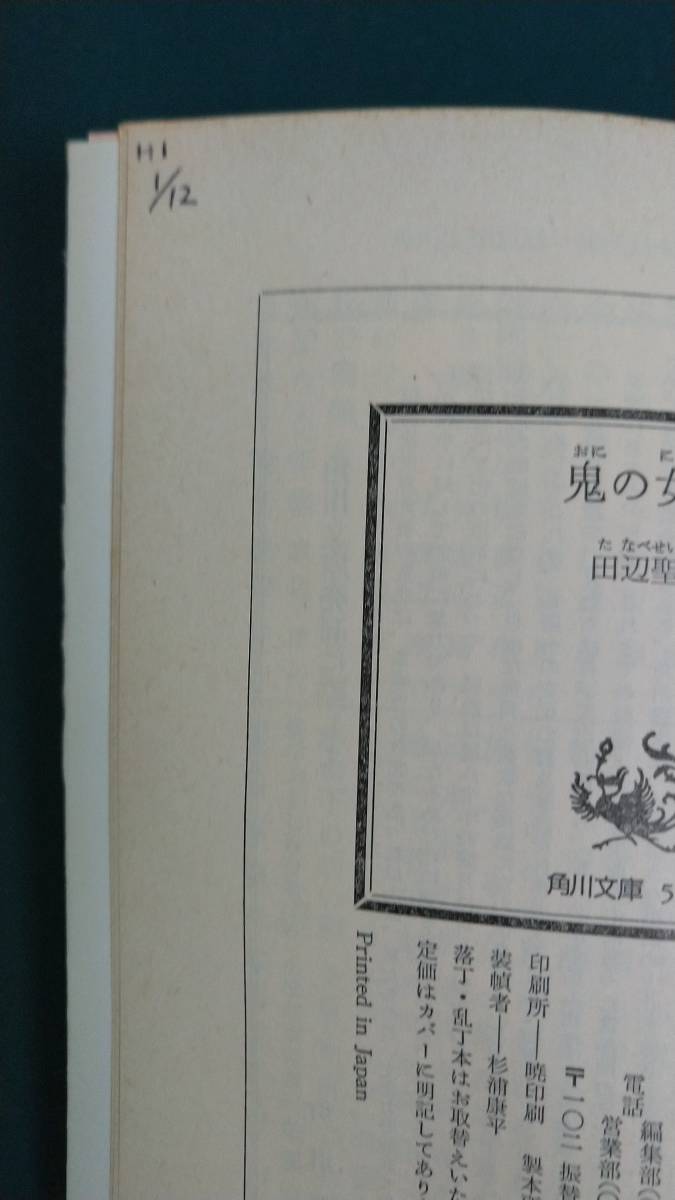 H1
1/12
おに に
鬼の女
た なべせい
田辺聖
角川文庫 5
電話 編集部(
営業部(
〒一〇二 振替
印刷所——暁印刷 製本
装幀者——杉浦康平
落丁・乱丁本はお取替えいた
定価はカバーに明記してあり
Printed in Japan